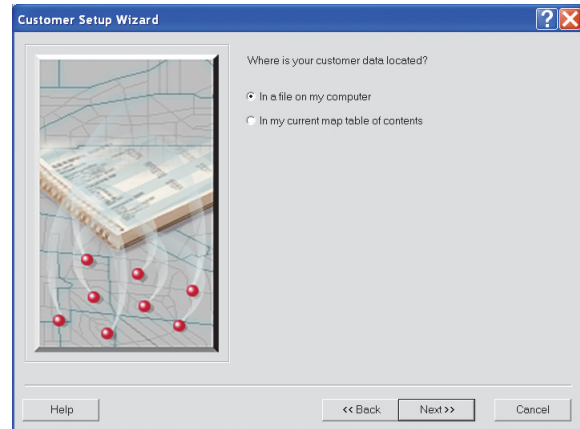 Customer Setup Wizard
Where is your customer data located?
In a file on my computer
In my current map table of contents
Help
<< Back
Next >>
Cancel